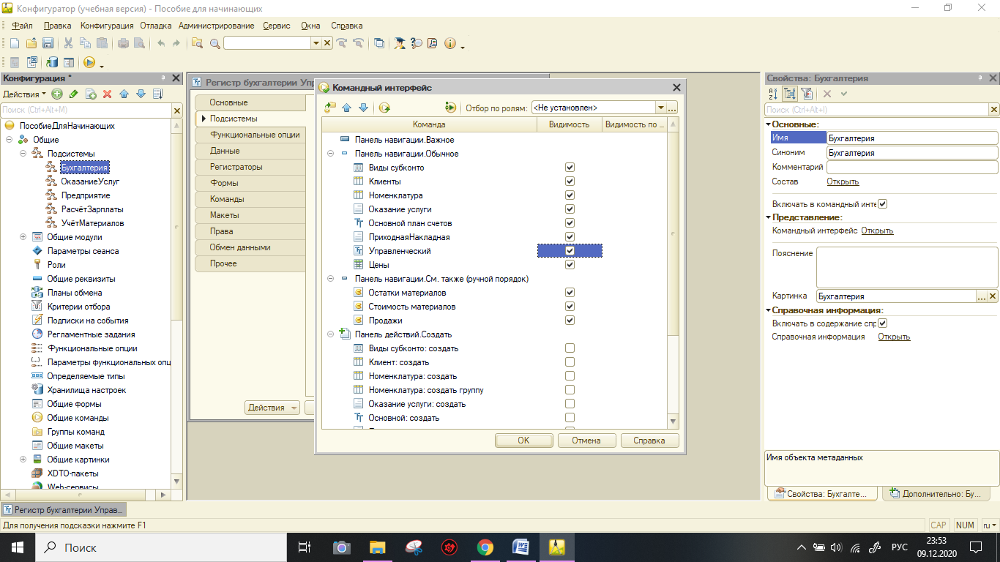 Конфигуратор (учебная версия) - Пособие для начинающих
Файл Правка Конфигурация Отладка Администрирование Сервис Окна Справка
Конфигурация *
Действия
Поиск (Ctrl+Alt+M)
ПособиеДляНачинающих
Общие
Подсистемы
Бухгалтерия
ОказаниеУслуг
Предприятие
РасчётЗарплаты
УчётМатериалов
Общие модули
Параметры сеанса
Роли
Общие реквизиты
Планы обмена
Критерии отбора
Подписки на события
Регламентные задания
Функциональные опции
Параметры функциональных опц
Определяемые типы
Хранилища настроек
Общие формы
Общие команды
Группы команд
Общие макеты
Общие картинки
XDTO-пакеты
Web-сервисы
Регистр бухгалтерии Упр
Основные
Подсистемы
Функциональные опции
Данные
Регистраторы
Формы
Команды
Макеты
Права
Обмен данными
Прочее
Действия
Командный интерфейс
Отбор по ролям: <Не установлен>
Команда Видимость Видимость по ...
Панель навигации.Важное
Панель навигации.Обычное
Виды субконто
Клиенты
Номенклатура
Оказание услуги
Основной план счетов
ПриходнаяНакладная
Управленческий
Цены
Панель навигации.См. также (ручной порядок)
Остатки материалов
Стоимость материалов
Продажи
Панель действий.Создать
Виды субконто: создать
Клиент: создать
Номенклатура: создать
Номенклатура: создать группу
Оказание услуги: создать
Основной: создать
OK Отмена Справка
Свойства: Бухгалтерия
Поиск (Ctrl+Alt+I)
Основные:
Имя Бухгалтерия
Синоним Бухгалтерия
Комментарий
Состав Открыть
Включать в командный инте
Представление:
Командный интерфейс Открыть
Пояснение
Картинка Бухгалтерия
Справочная информация:
Включать в содержание спр
Справочная информация Открыть
Имя объекта метаданных
Свойства: Бухгалте... Дополнительно: Бу...
Регистр бухгалтерии Управ...
Для получения подсказки нажмите F1
CAP NUM ru
Поиск
РУС
23:53
09.12.2020